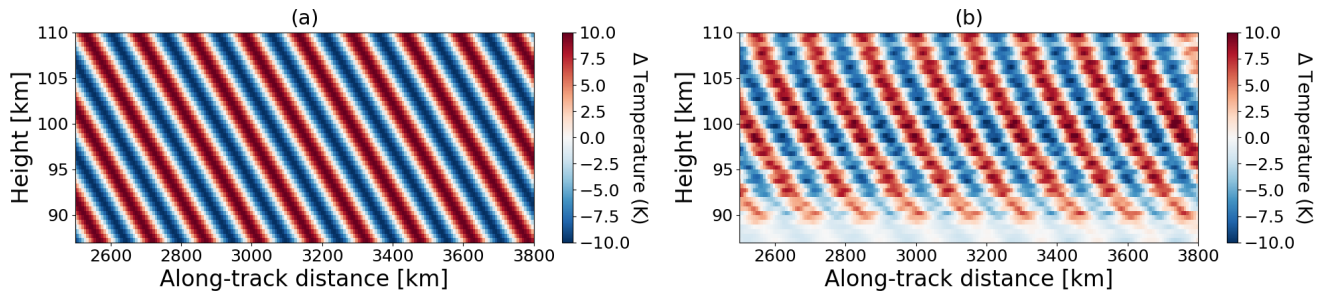 (a)
110
105
100
95
90
Height [km]
2600 2800 3000 3200 3400 3600 3800
Along-track distance [km]
10.0
7.5
5.0
2.5
0.0
−2.5
−5.0
−7.5
−10.0
Δ Temperature (K)
(b)
110
105
100
95
90
Height [km]
2600 2800 3000 3200 3400 3600 3800
Along-track distance [km]
10.0
7.5
5.0
2.5
0.0
−2.5
−5.0
−7.5
−10.0
Δ Temperature (K)